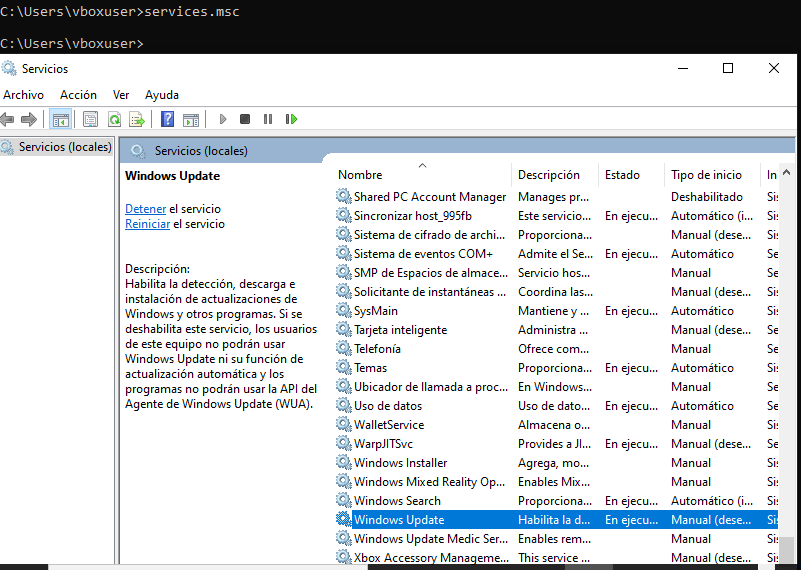 C:\Users\vboxuser>services.msc
C:\Users\vboxuser>
Servicios
Archivo Acción Ver Ayuda
Servicios (locales)
Servicios (locales)
Windows Update
Detener el servicio
Reiniciar el servicio
Descripción:
Habilita la detección, descarga e
instalación de actualizaciones de
Windows y otros programas. Si se
deshabilita este servicio, los usuarios
de este equipo no podrán usar
Windows Update ni su función de
actualización automática y los
programas no podrán usar la API del
Agente de Windows Update (WUA).
Nombre Descripción Estado Tipo de inicio In
Shared PC Account Manager Manages pr... Deshabilitado Sis
Sincronizar host_995fb Este servicio... En ejecu... Automático (i... Sis
Sistema de cifrado de archi... Proporciona... Manual (dese... Sis
Sistema de eventos COM+ Admite el Se... En ejecu... Automático Se
SMP de Espacios de almace... Servicio hos... Manual Se
Solicitante de instantáneas ... Coordina las... Manual (dese... Sis
SysMain Mantiene y ... En ejecu... Automático Sis
Tarjeta inteligente Administra ... Manual (dese... Se
Telefonía Ofrece com... Manual Se
Temas Proporciona... En ejecu... Automático Sis
Ubicador de llamada a proc... En Windows... Manual Se
Uso de datos Uso de dato... En ejecu... Automático Se
WalletService Almacena o... Manual Sis
WarpJITSvc Provides a JI... En ejecu... Manual (dese... Se
Windows Installer Agrega, mo... Manual Sis
Windows Mixed Reality Op... Enables Mix... Manual Sis
Windows Search Proporciona... En ejecu... Automático (i... Sis
Windows Update Habilita la d... En ejecu... Manual (dese... Sis
Windows Update Medic Ser... Enables rem... Manual Sis
Xbox Accessory Manageme... This service ... Manual (dese... Sis